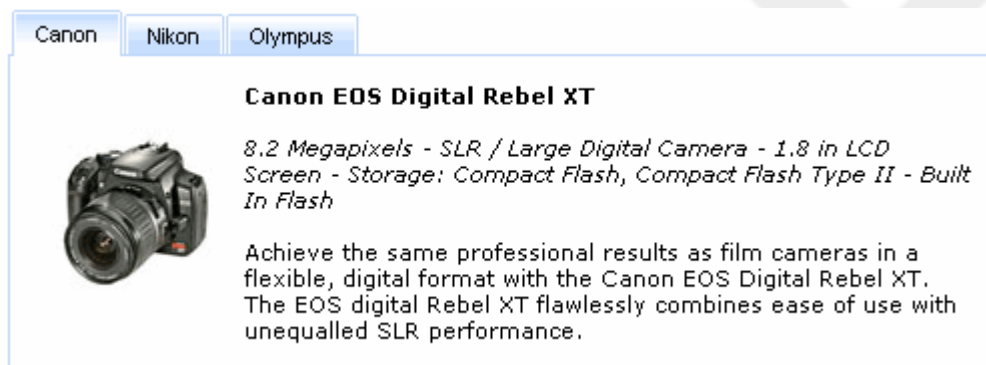 Canon Nikon Olympus
Canon EOS Digital Rebel XT
8.2 Megapixels - SLR / Large Digital Camera - 1.8 in LCD
Screen - Storage: Compact Flash, Compact Flash Type II - Built
In Flash
Achieve the same professional results as film cameras in a
flexible, digital format with the Canon EOS Digital Rebel XT.
The EOS digital Rebel XT flawlessly combines ease of use with
unequalled SLR performance.